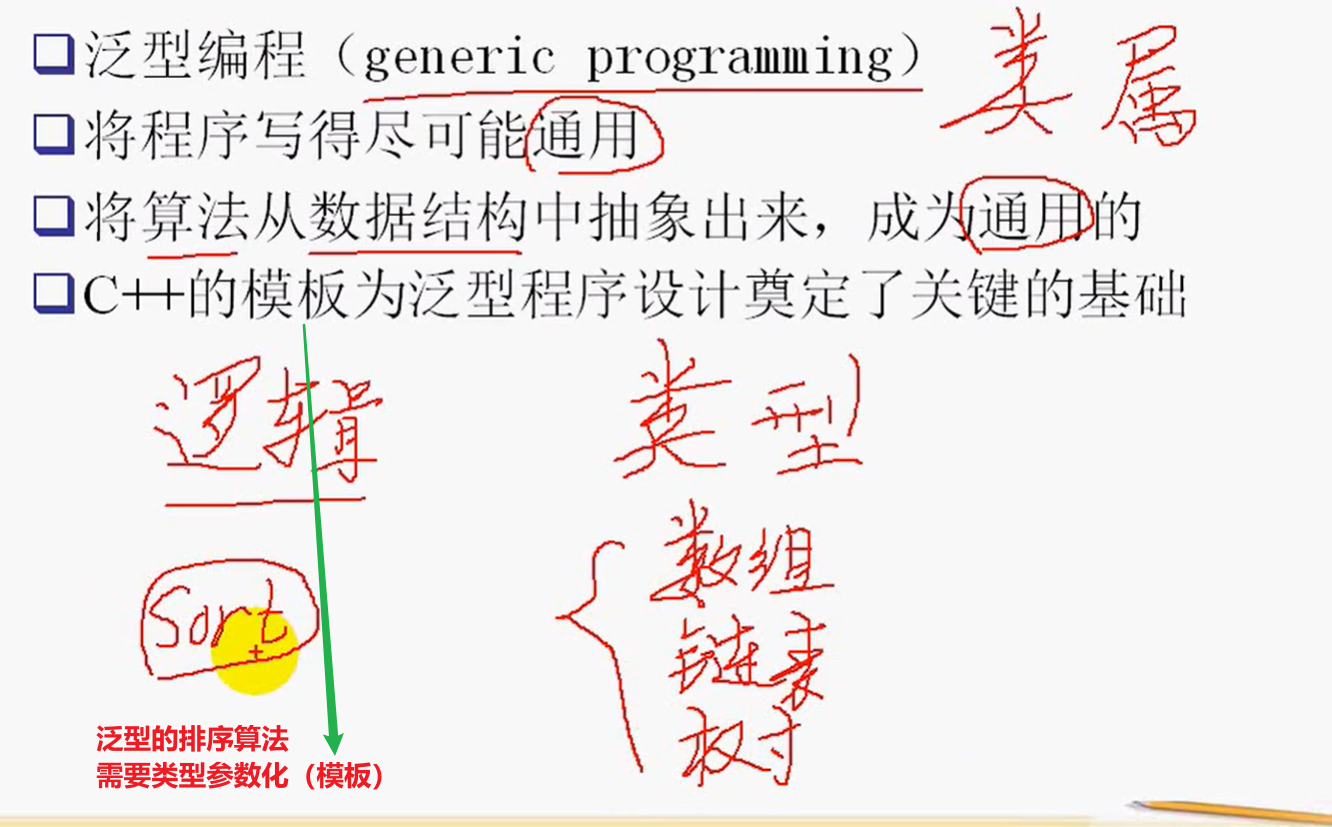 泛型编程（generic programming） 类属
将程序写得尽可能通用
将算法从数据结构中抽象出来，成为通用的
C++的模板为泛型程序设计奠定了关键的基础
逻辑 类型
数组
Sort
链表
树
泛型的排序算法
需要类型参数化（模板）